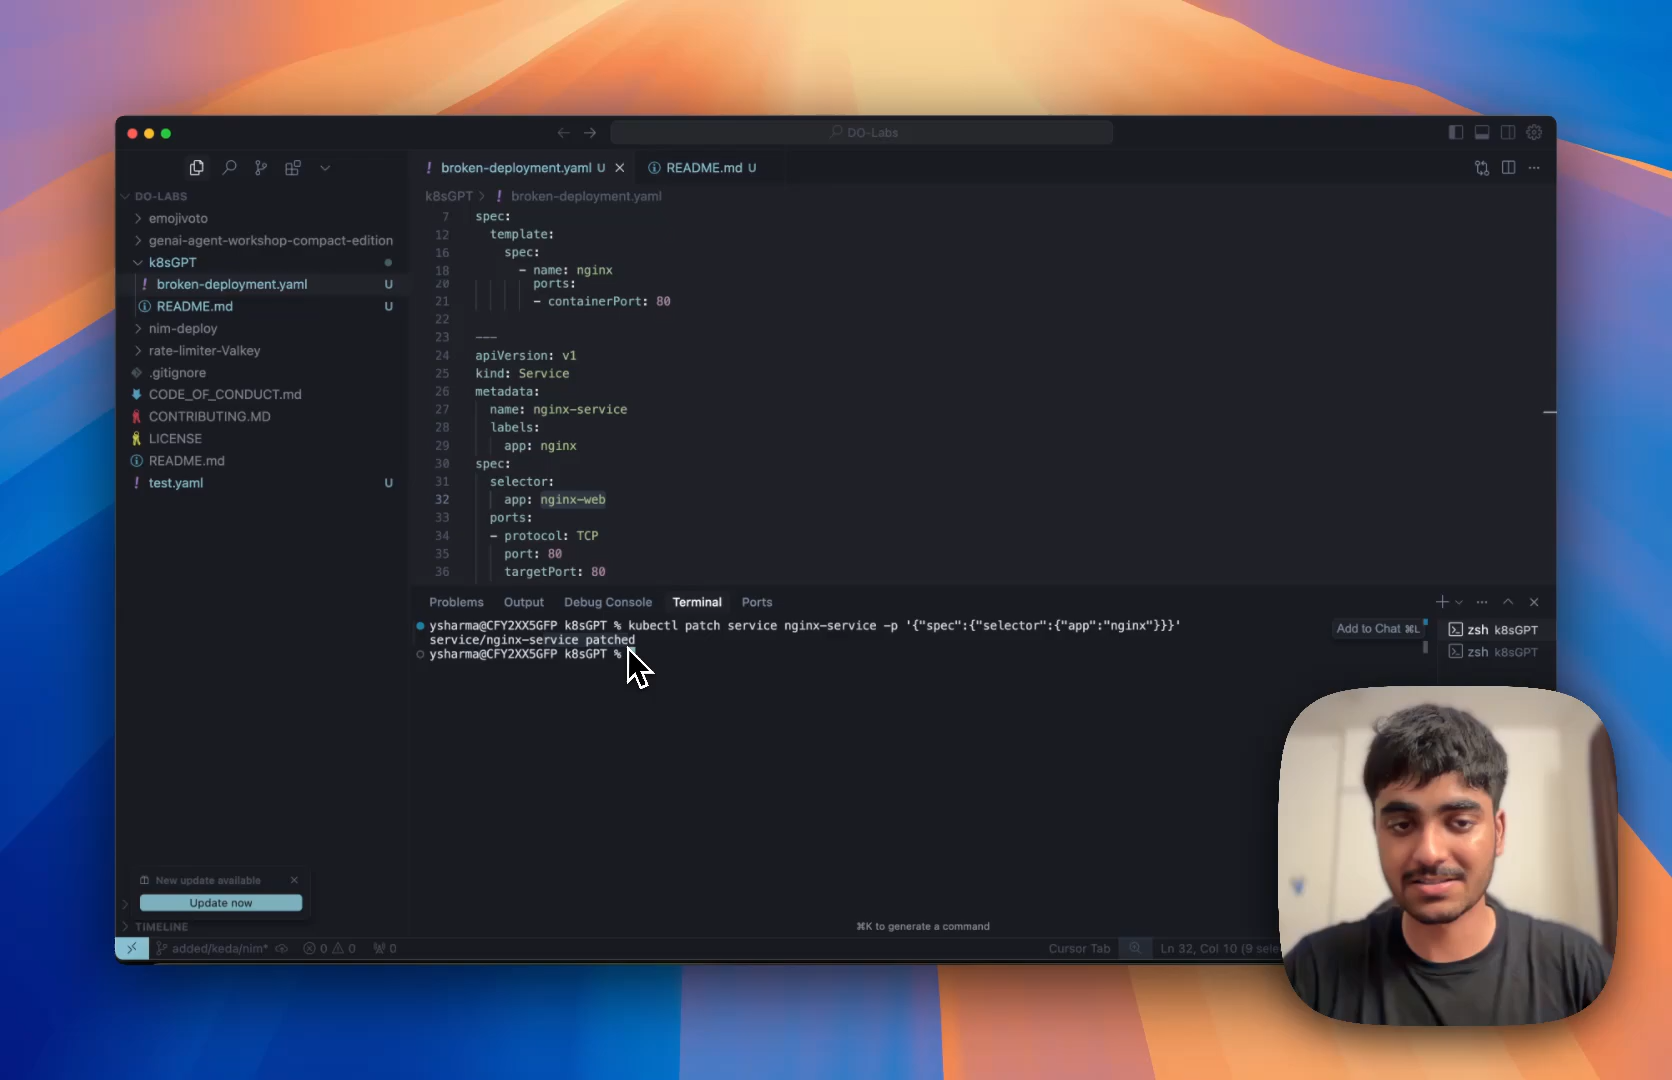 DO-Labs
DO-LABS
emojivoto
genai-agent-workshop-compact-edition
k8sGPT
broken-deployment.yaml U
README.md U
nim-deploy
rate-limiter-Valkey
.gitignore
CODE_OF_CONDUCT.md
CONTRIBUTING.MD
LICENSE
README.md
test.yaml U
New update available
Update now
TIMELINE
broken-deployment.yaml U
README.md U
k8sGPT > broken-deployment.yaml
7 spec:
12 template:
16 spec:
18 - name: nginx
20 ports:
21 - containerPort: 80
22
23 ---
24 apiVersion: v1
25 kind: Service
26 metadata:
27 name: nginx-service
28 labels:
29 app: nginx
30 spec:
31 selector:
32 app: nginx-web
33 ports:
34 - protocol: TCP
35 port: 80
36 targetPort: 80
Problems Output Debug Console Terminal Ports
ysharma@CFY2XX5GFP k8sGPT % kubectl patch service nginx-service -p '{"spec":{"selector":{"app":"nginx"}}}'
service/nginx-service patched
ysharma@CFY2XX5GFP k8sGPT %
Add to Chat ⌘L
zsh k8sGPT
zsh k8sGPT
⌘K to generate a command
added/keda/nim* 0 0 0
Cursor Tab Ln 32, Col 10 (9